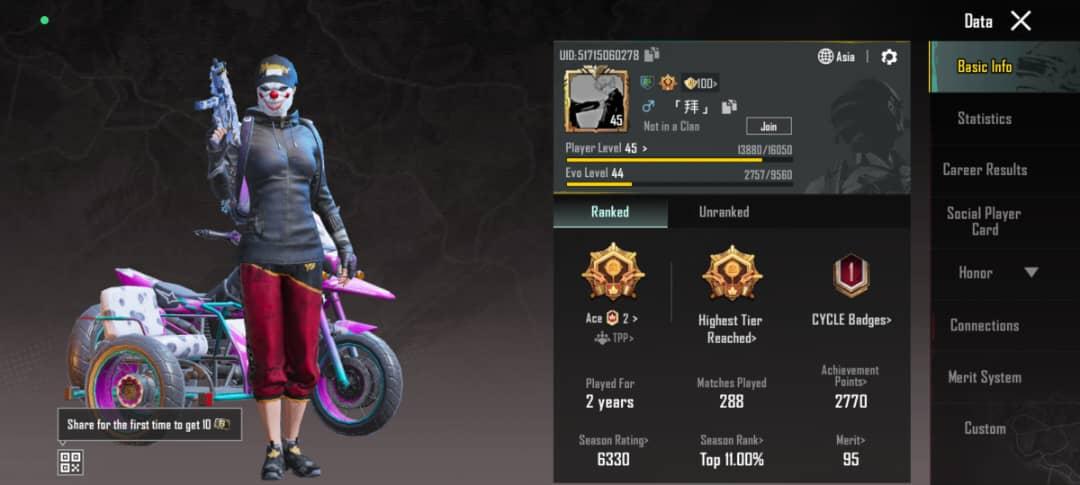 Data
UID:51715060278
Asia
Basic Info
100>
「拜」
45
Not in a Clan
Join
Player Level 45 >
13880/16050
Evo Level 44
2757/9560
Ranked
Unranked
Ace 2 >
TPP>
Highest Tier
Reached>
CYCLE Badges>
Played For
2 years
Matches Played
288
Achievement
Points>
2770
Season Rating>
6330
Season Rank>
Top 11.00%
Merit>
95
Share for the first time to get 10
Statistics
Career Results
Social Player
Card
Honor
Connections
Merit System
Custom